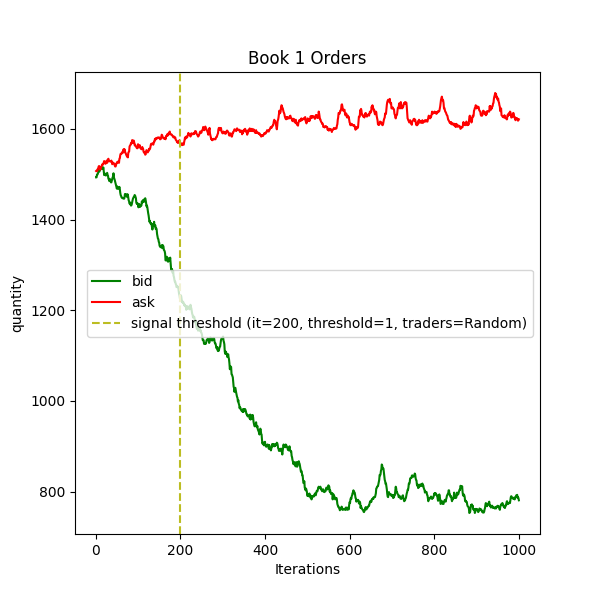 Book 1 Orders
1600
1400
1200
1000
800
quantity
bid
ask
signal threshold (it=200, threshold=1, traders=Random)
0 200 400 600 800 1000
Iterations